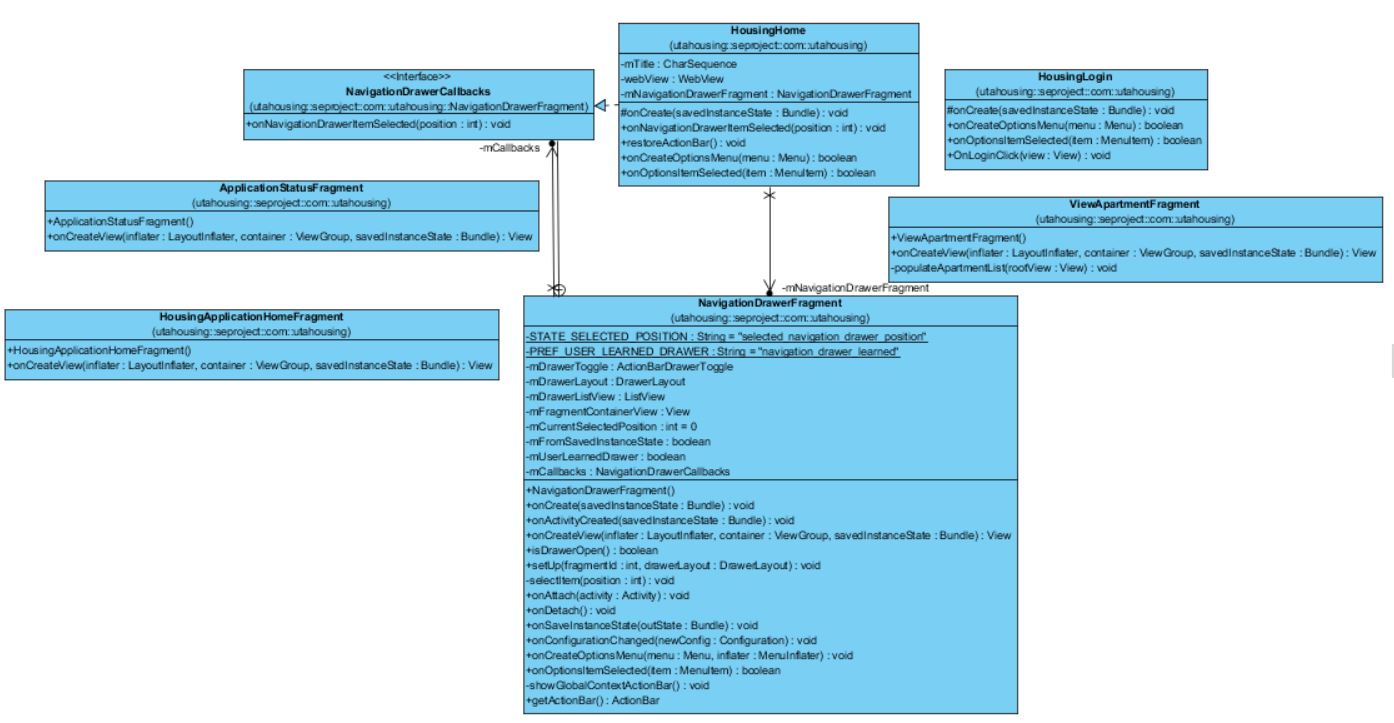 HousingHome
(utahousing::seproject::com::utahousing)
-mTitle : CharSequence
-webView : WebView
-mNavigationDrawerFragment : NavigationDrawerFragment
#onCreate(savedInstanceState : Bundle) : void
+onNavigationDrawerItemSelected(position : int) : void
+restoreActionBar() : void
+onCreateOptionsMenu(menu : Menu) : boolean
+onOptionsItemSelected(item : MenuItem) : boolean
<<Interface>>
NavigationDrawerCallbacks
(utahousing::seproject::com::utahousing::NavigationDrawerFragment)
+onNavigationDrawerItemSelected(position : int) : void
HousingLogin
(utahousing::seproject::com::utahousing)
#onCreate(savedInstanceState : Bundle) : void
+onCreateOptionsMenu(menu : Menu) : boolean
+onOptionsItemSelected(item : MenuItem) : boolean
+OnLoginClick(view : View) : void
-mCallbacks
ApplicationStatusFragment
(utahousing::seproject::com::utahousing)
+ApplicationStatusFragment()
+onCreateView(inflater : LayoutInflater, container : ViewGroup, savedInstanceState : Bundle) : View
ViewApartmentFragment
(utahousing::seproject::com::utahousing)
+ViewApartmentFragment()
+onCreateView(inflater : LayoutInflater, container : ViewGroup, savedInstanceState : Bundle) : View
-populateApartmentList(rootView : View) : void
-mNavigationDrawerFragment
HousingApplicationHomeFragment
(utahousing::seproject::com::utahousing)
+HousingApplicationHomeFragment()
+onCreateView(inflater : LayoutInflater, container : ViewGroup, savedInstanceState : Bundle) : View
NavigationDrawerFragment
(utahousing::seproject::com::utahousing)
-STATE_SELECTED_POSITION : String = "selected_navigation_drawer_position"
-PREF_USER_LEARNED_DRAWER : String = "navigation_drawer_learned"
-mDrawerToggle : ActionBarDrawerToggle
-mDrawerLayout : DrawerLayout
-mDrawerListView : ListView
-mFragmentContainerView : View
-mCurrentSelectedPosition : int = 0
-mFromSavedInstanceState : boolean
-mUserLearnedDrawer : boolean
-mCallbacks : NavigationDrawerCallbacks
+NavigationDrawerFragment()
+onCreate(savedInstanceState : Bundle) : void
+onActivityCreated(savedInstanceState : Bundle) : void
+onCreateView(inflater : LayoutInflater, container : ViewGroup, savedInstanceState : Bundle) : View
+isDrawerOpen() : boolean
+setUp(fragmentId : int, drawerLayout : DrawerLayout) : void
-selectItem(position : int) : void
+onAttach(activity : Activity) : void
+onDetach() : void
+onSaveInstanceState(outState : Bundle) : void
+onConfigurationChanged(newConfig : Configuration) : void
+onCreateOptionsMenu(menu : Menu, inflater : MenuInflater) : void
+onOptionsItemSelected(item : MenuItem) : boolean
-showGlobalContextActionBar() : void
+getActionBar() : ActionBar